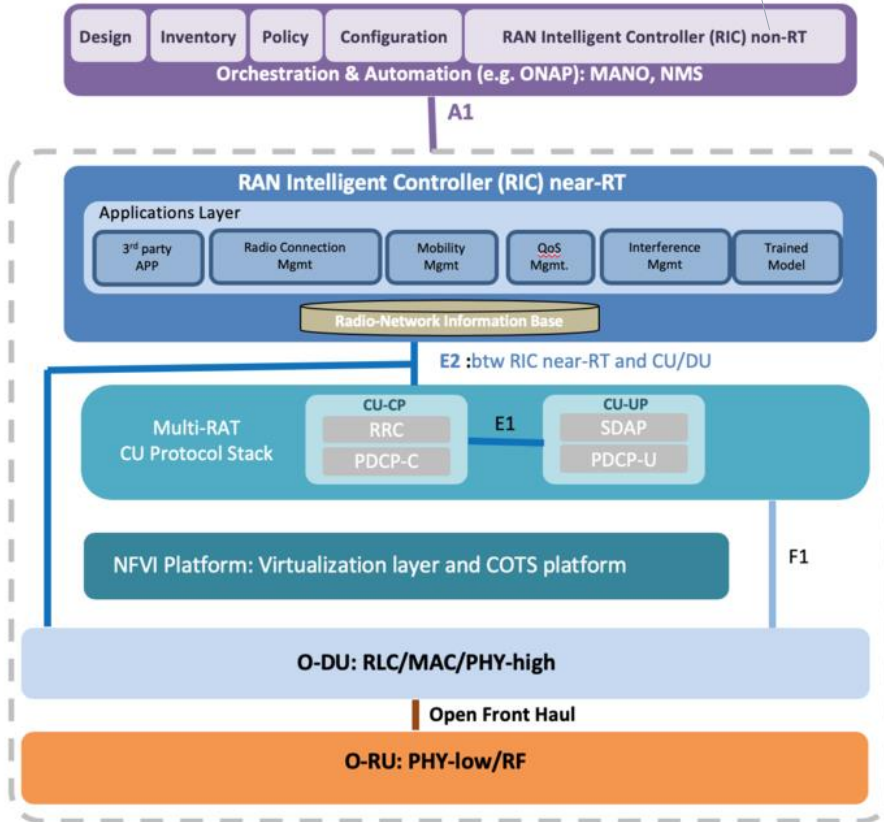 Design
Inventory
Policy
Configuration
RAN Intelligent Controller (RIC) non-RT
Orchestration & Automation (e.g. ONAP): MANO, NMS
A1
RAN Intelligent Controller (RIC) near-RT
Applications Layer
3rd party
APP
Radio Connection
Mgmt
Mobility
Mgmt
QoS
Mgmt.
Interference
Mgmt
Trained
Model
Radio-Network Information Base
E2 :btw RIC near-RT and CU/DU
Multi-RAT
CU Protocol Stack
CU-CP
RRC
PDCP-C
E1
CU-UP
SDAP
PDCP-U
NFVI Platform: Virtualization layer and COTS platform
F1
O-DU: RLC/MAC/PHY-high
Open Front Haul
O-RU: PHY-low/RF